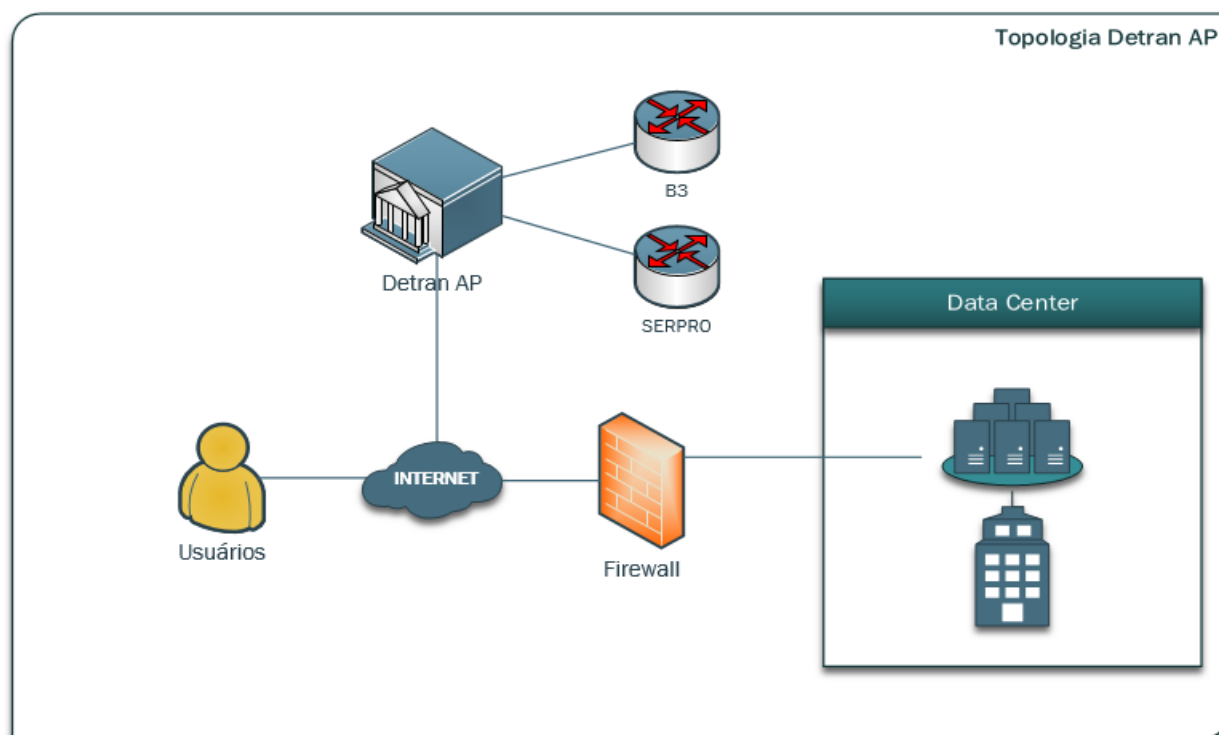 Topologia Detran AP
B3
Detran AP
SERPRO
Data Center
INTERNET
Usuários
Firewall